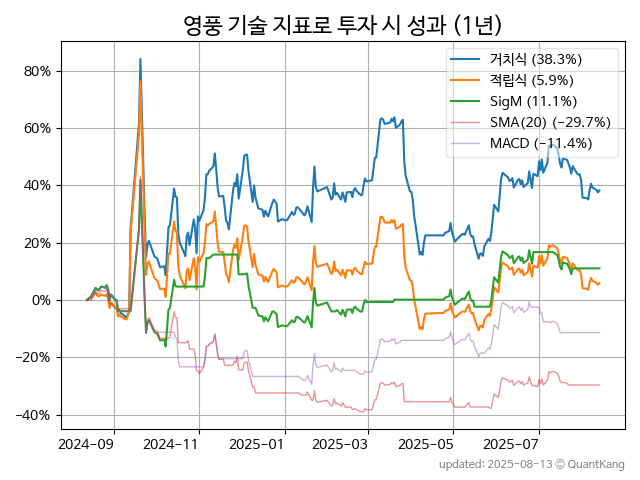 영풍 기술 지표로 투자 시 성과 (1년)
거치식 (38.3%)
적립식 (5.9%)
SigM (11.1%)
SMA(20) (−29.7%)
MACD (−11.4%)
80%
60%
40%
20%
0%
−20%
−40%
2024-09 2024-11 2025-01 2025-03 2025-05 2025-07
updated: 2025-08-13 © QuantKang